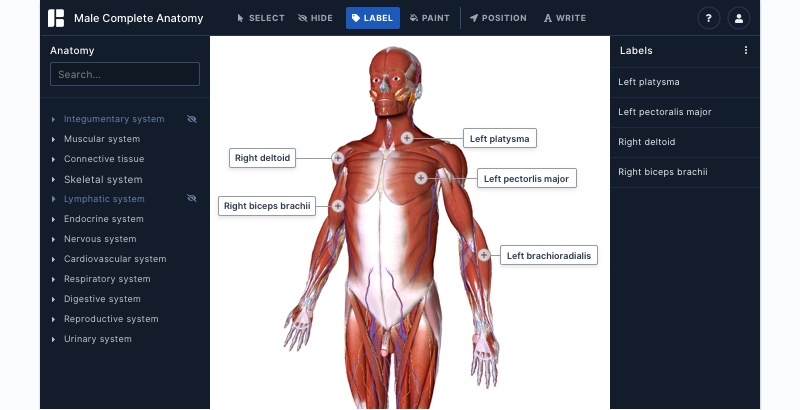 Male Complete Anatomy
SELECT
HIDE
LABEL
PAINT
POSITION
WRITE
?
Anatomy
Search...
Integumentary system
Muscular system
Connective tissue
Skeletal system
Lymphatic system
Endocrine system
Nervous system
Cardiovascular system
Respiratory system
Digestive system
Reproductive system
Urinary system
Left platysma
Right deltoid
Left pectorlis major
Right biceps brachii
Left brachioradialis
Labels
Left platysma
Left pectoralis major
Right deltoid
Right biceps brachii